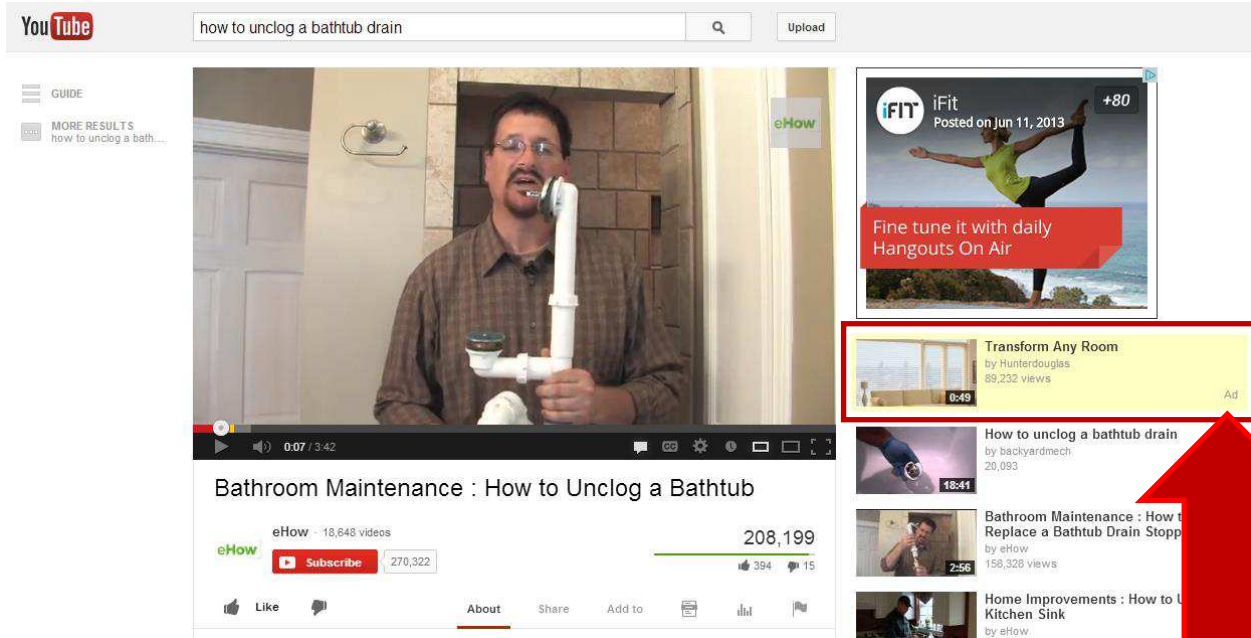 YouTube
how to unclog a bathtub drain
Upload
GUIDE
MORE RESULTS
how to unclog a bath...
eHow
0:07 / 3:42
CC
Bathroom Maintenance : How to Unclog a Bathtub
eHow
eHow · 18,648 videos
Subscribe
270,322
208,199
394
15
Like
About
Share
Add to
iFIT
iFit
Posted on Jun 11, 2013
+80
Fine tune it with daily
Hangouts On Air
Transform Any Room
by Hunterdouglas
89,232 views
0:49
Ad
How to unclog a bathtub drain
by backyardmech
20,093
18:41
Bathroom Maintenance : How t
Replace a Bathtub Drain Stopp
by eHow
156,328 views
2:56
Home Improvements : How to U
Kitchen Sink
by eHow